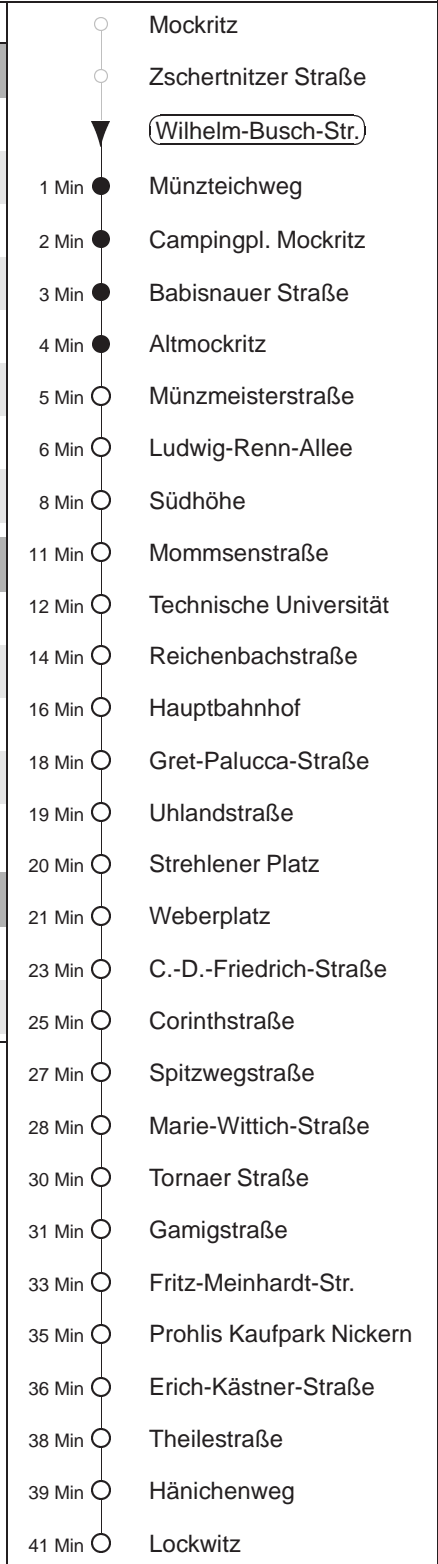 Mockritz
Zschertnitzer Straße
Wilhelm-Busch-Str.
1 Min Münzteichweg
2 Min Campingpl. Mockritz
3 Min Babisnauer Straße
4 Min Altmockritz
5 Min Münzmeisterstraße
6 Min Ludwig-Renn-Allee
8 Min Südhöhe
11 Min Mommsenstraße
12 Min Technische Universität
14 Min Reichenbachstraße
16 Min Hauptbahnhof
18 Min Gret-Palucca-Straße
19 Min Uhlandstraße
20 Min Strehlener Platz
21 Min Weberplatz
23 Min C.-D.-Friedrich-Straße
25 Min Corinthstraße
27 Min Spitzwegstraße
28 Min Marie-Wittich-Straße
30 Min Tornaer Straße
31 Min Gamigstraße
33 Min Fritz-Meinhardt-Str.
35 Min Prohlis Kaufpark Nickern
36 Min Erich-Kästner-Straße
38 Min Theilestraße
39 Min Hänichenweg
41 Min Lockwitz